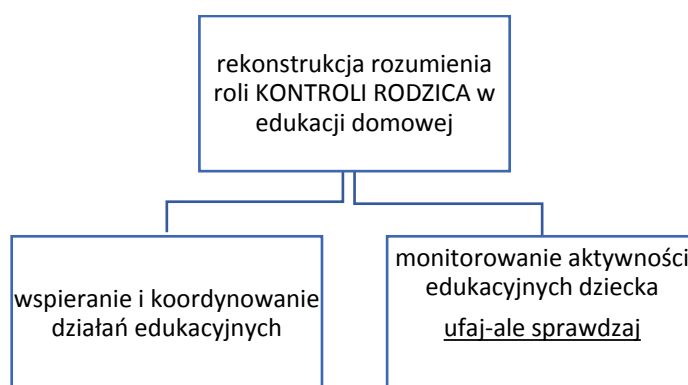 rekonstrukcja rozumienia
roli KONTROLI RODZICA w
edukacji domowej
wspieranie i koordynowanie
działań edukacyjnych
monitorowanie aktywności
edukacyjnych dziecka
ufaj-ale sprawdzaj